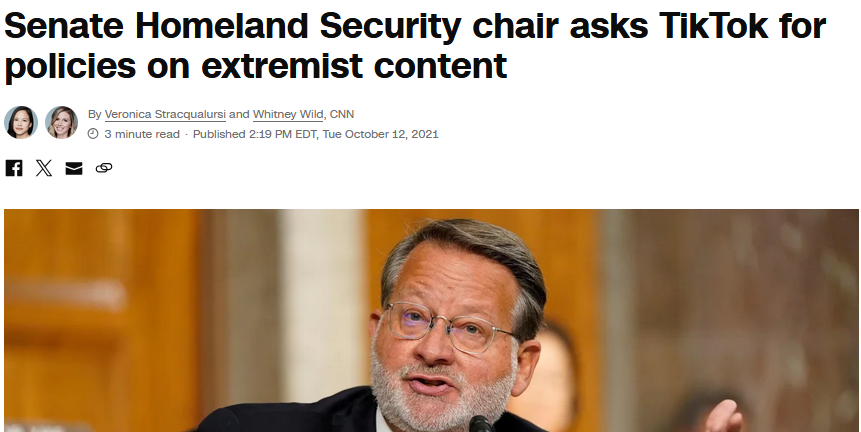 Senate Homeland Security chair asks TikTok for
policies on extremist content
By Veronica Stracqualursi and Whitney Wild, CNN
3 minute read · Published 2:19 PM EDT, Tue October 12, 2021